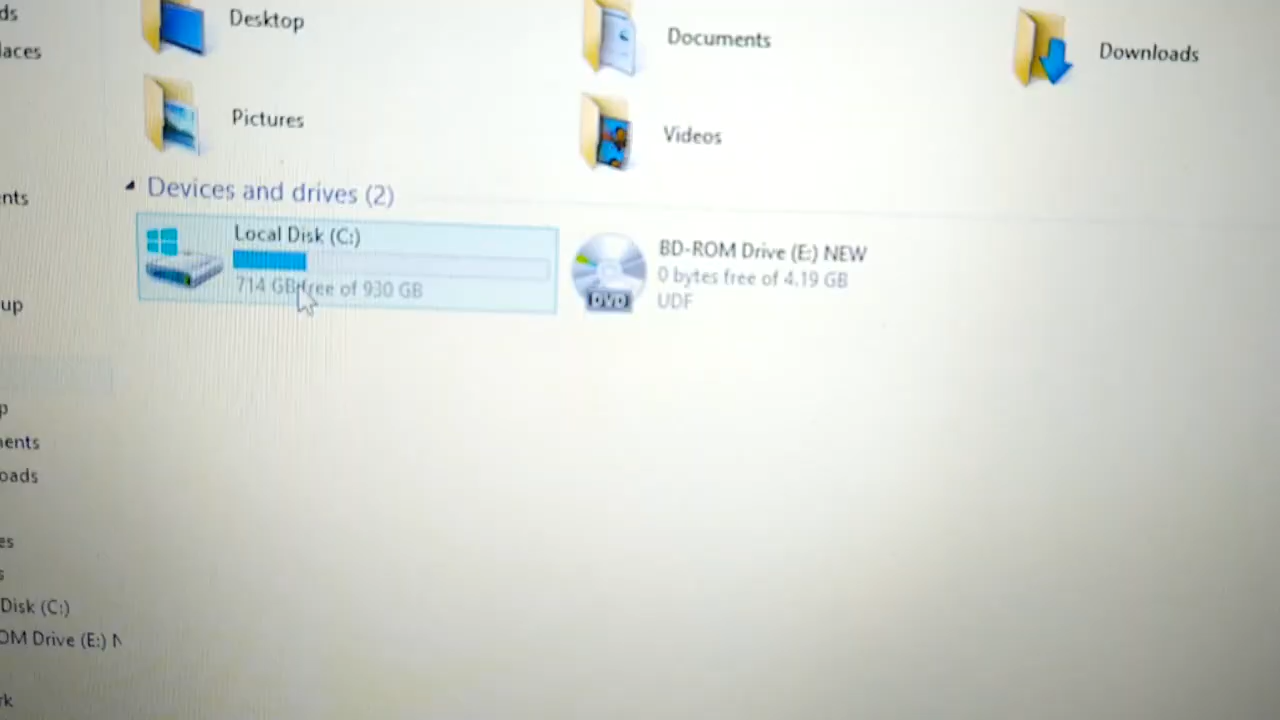 ds
Desktop
Documents
Downloads
laces
Pictures
Videos
Devices and drives (2)
nts
Local Disk (C:)
714 GB free of 930 GB
BD-ROM Drive (E:) NEW
0 bytes free of 4.19 GB
UDF
DVD
up
p
ments
oads
es
s
Disk (C:)
OM Drive (E:) N
rk